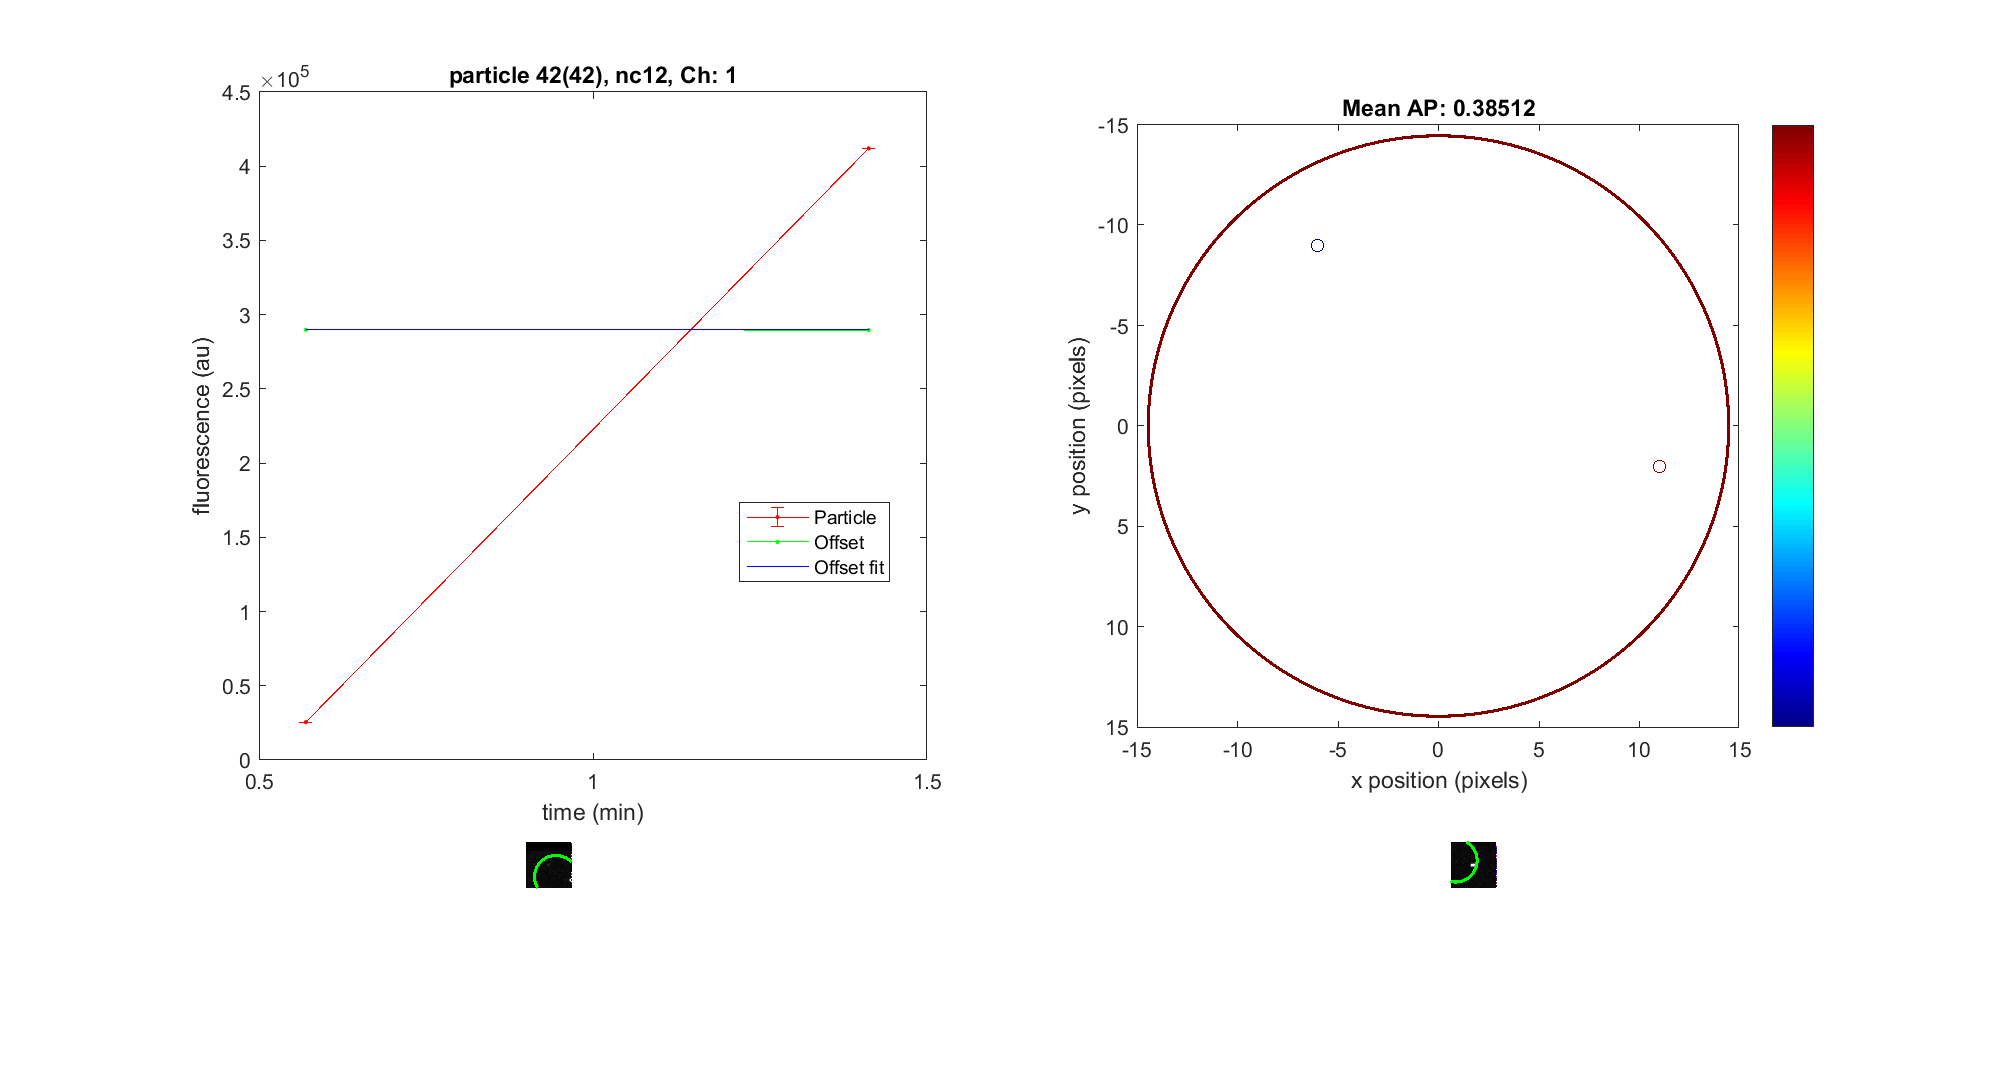 particle 42(42), nc12, Ch: 1
×10^5
4.5
4
3.5
3
2.5
2
1.5
1
0.5
0
0.5 1 1.5
time (min)
fluorescence (au)
Particle
Offset
Offset fit
Mean AP: 0.38512
-15
-10
-5
0
5
10
15
-15 -10 -5 0 5 10 15
x position (pixels)
y position (pixels)